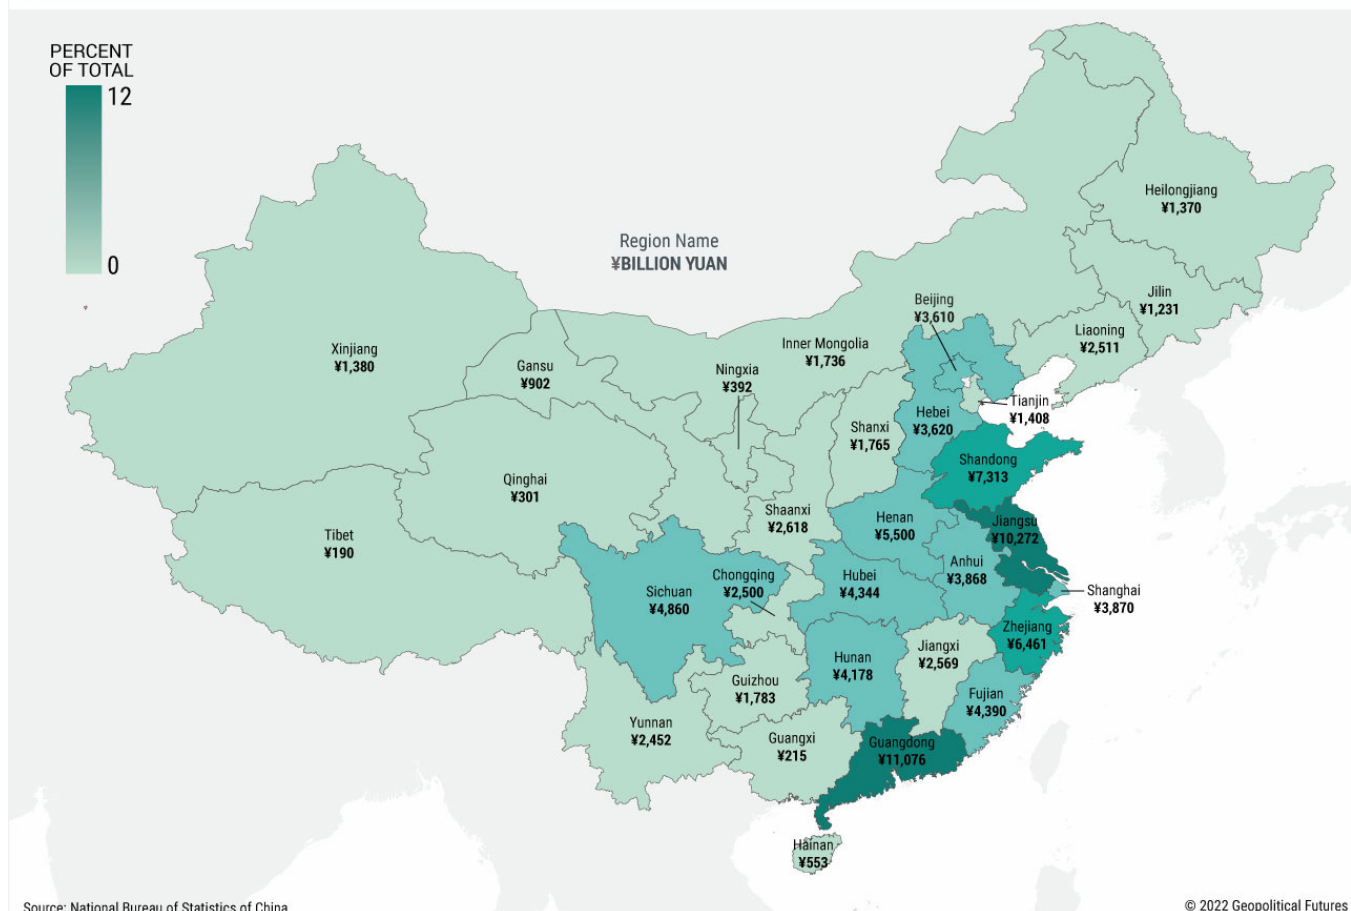 PERCENT
OF TOTAL
12
0
Region Name
¥BILLION YUAN
Heilongjiang
¥1,370
Jilin
¥1,231
Liaoning
¥2,511
Beijing
¥3,610
Inner Mongolia
¥1,736
Xinjiang
¥1,380
Gansu
¥902
Ningxia
¥392
Tianjin
¥1,408
Hebei
¥3,620
Shanxi
¥1,765
Shandong
¥7,313
Qinghai
¥301
Shaanxi
¥2,618
Henan
¥5,500
Jiangsu
¥10,272
Tibet
¥190
Anhui
¥3,868
Sichuan
¥4,860
Chongqing
¥2,500
Hubei
¥4,344
Shanghai
¥3,870
Zhejiang
¥6,461
Jiangxi
¥2,569
Hunan
¥4,178
Guizhou
¥1,783
Fujian
¥4,390
Yunnan
¥2,452
Guangxi
¥215
Guangdong
¥11,076
Hainan
¥553
Source: National Bureau of Statistics of China
© 2022 Geopolitical Futures